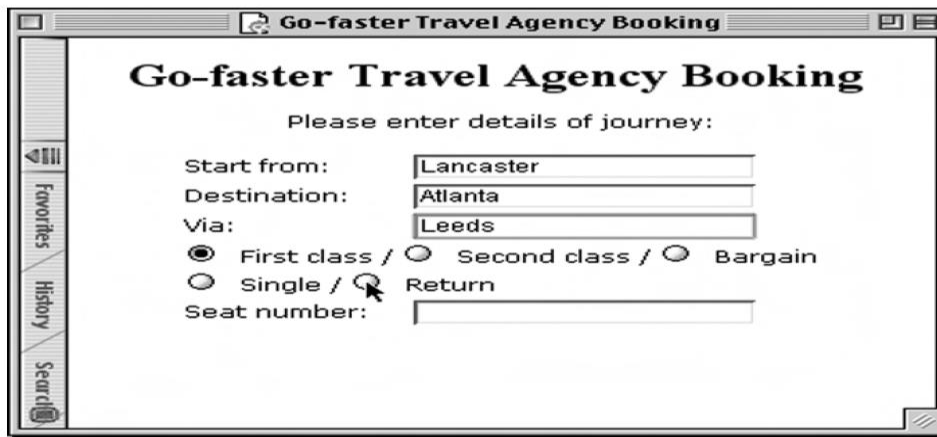 Go-faster Travel Agency Booking
Go-faster Travel Agency Booking
Please enter details of journey:
Start from: Lancaster
Destination: Atlanta
Via: Leeds
First class / Second class / Bargain
Single / Return
Seat number:
Favorites
History
Search